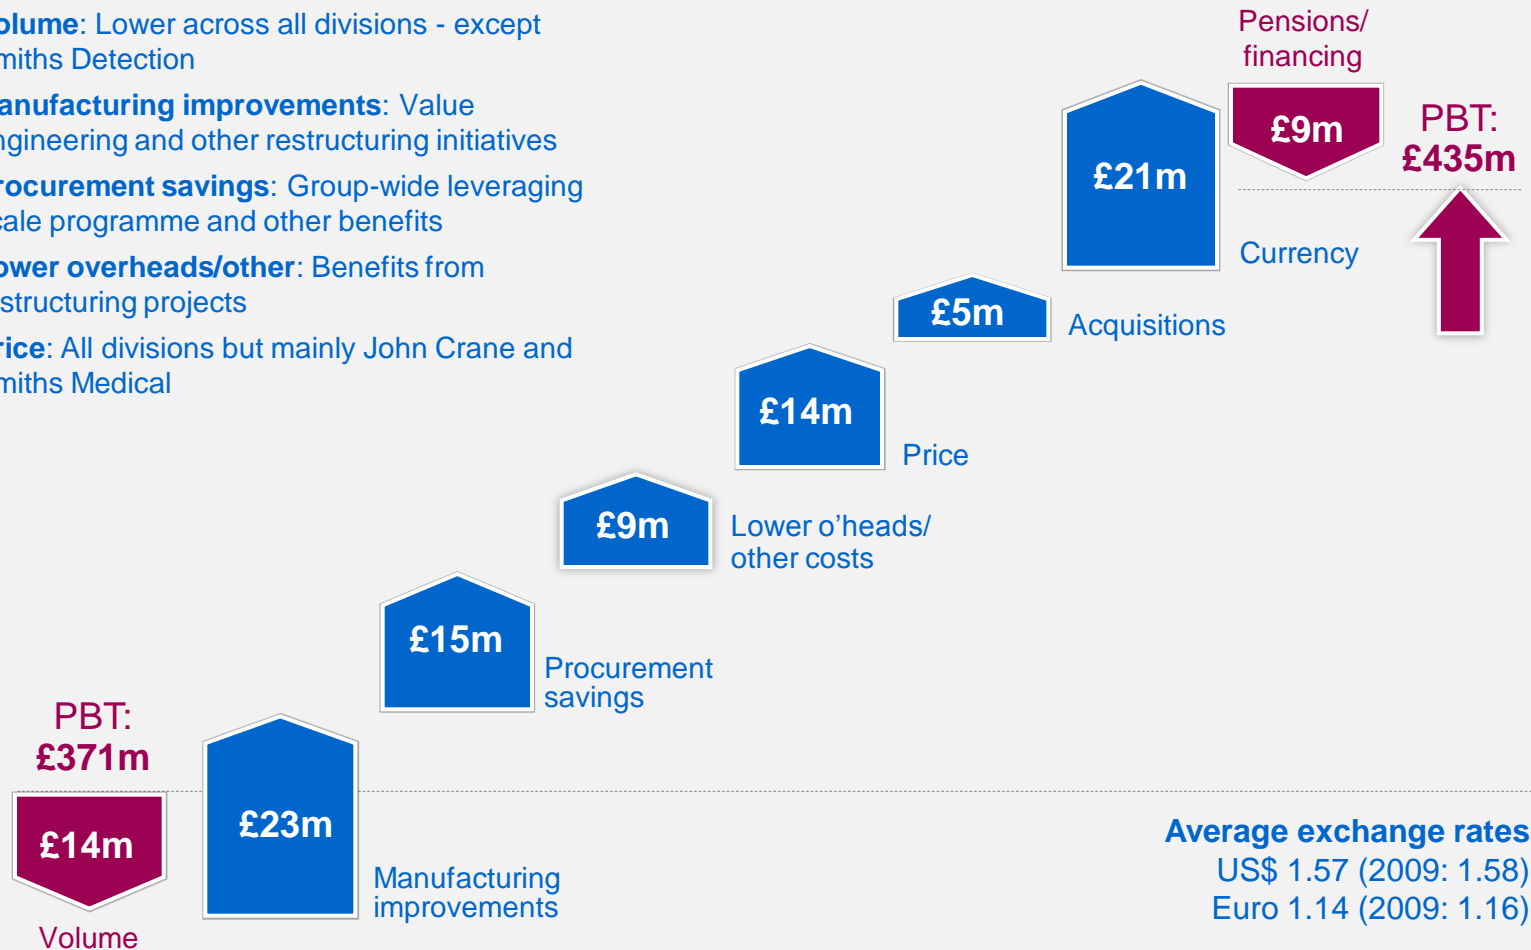 olume: Lower across all divisions - except
miths Detection
anufacturing improvements: Value
ngineering and other restructuring initiatives
rocurement savings: Group-wide leveraging
cale programme and other benefits
ower overheads/other: Benefits from
structuring projects
rice: All divisions but mainly John Crane and
miths Medical
Pensions/
financing
£9m
PBT:
£435m
£21m
Currency
£5m
Acquisitions
£14m
Price
£9m
Lower o'heads/
other costs
£15m
Procurement
savings
PBT:
£371m
£14m
Volume
£23m
Manufacturing
improvements
Average exchange rates
US$ 1.57 (2009: 1.58)
Euro 1.14 (2009: 1.16)